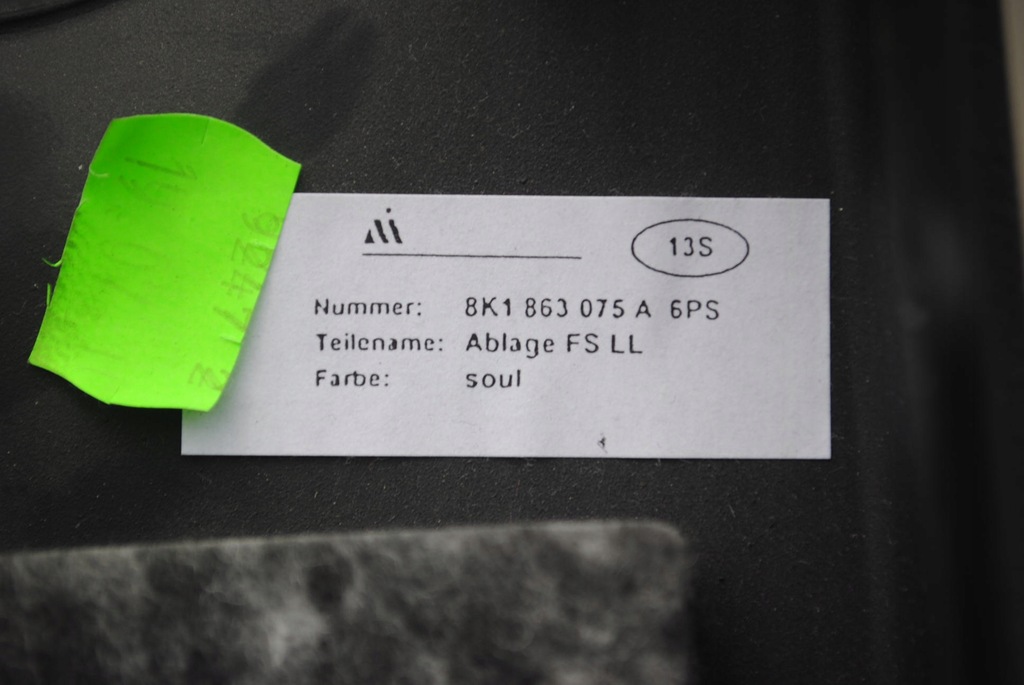 13S
Nummer: 8K1 863 075 A 6PS
Teilename: Ablage FS LL
Farbe: soul